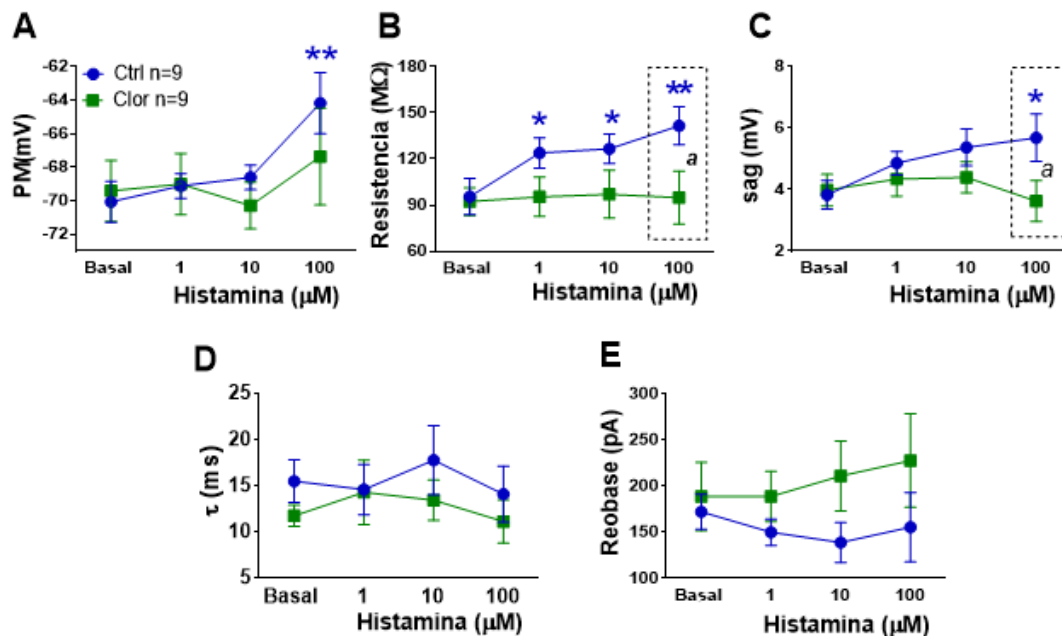 A
PM(mV)
-62
-64
-66
-68
-70
-72
Ctrl n=9
Clor n=9
**
Basal 1 10 100
Histamina (μM)
B
Resistencia (MΩ)
180
150
120
90
60
* * **
a
Basal 1 10 100
Histamina (μM)
C
sag (mV)
8
6
4
2
*
a
Basal 1 10 100
Histamina (μM)
D
τ (ms)
25
20
15
10
5
Basal 1 10 100
Histamina (μM)
E
Reobase (pA)
300
250
200
150
100
Basal 1 10 100
Histamina (μM)